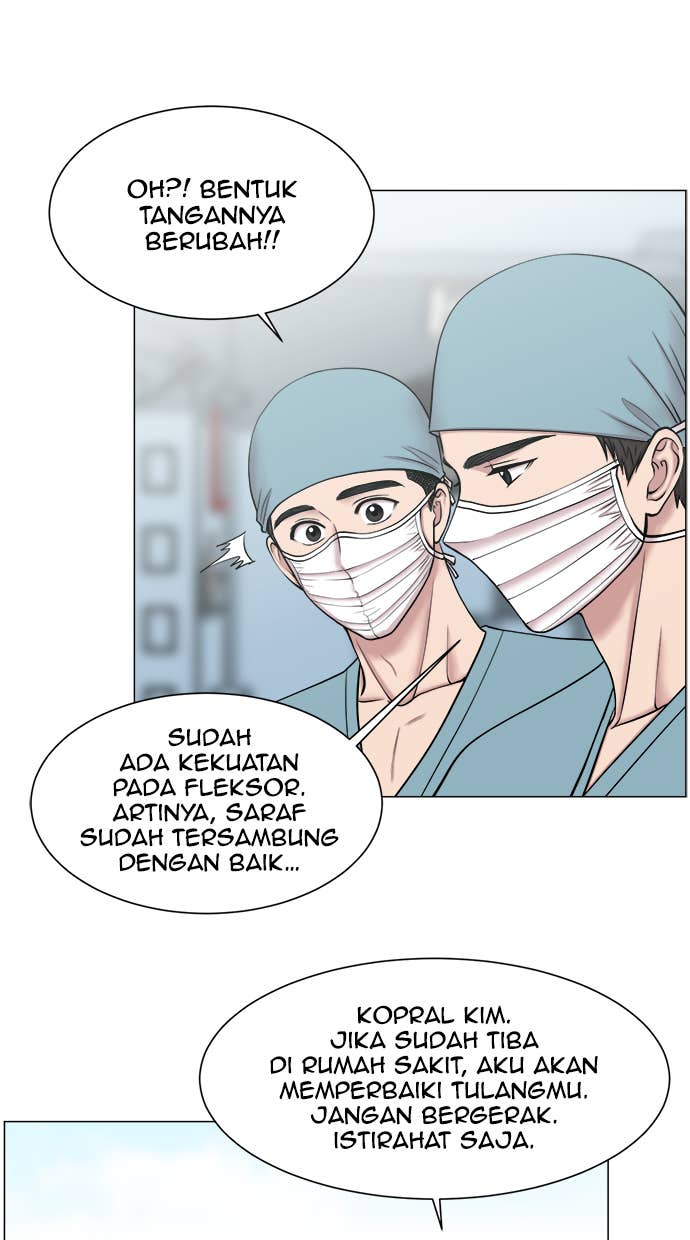 OH?! BENTUK
TANGANNYA
BERUBAH!!
SUDAH
ADA KEKUATAN
PADA FLEKSOR.
ARTINYA, SARAF
SUDAH TERSAMBUNG
DENGAN BAIK...
KOPRAL KIM.
JIKA SUDAH TIBA
DI RUMAH SAKIT, AKU AKAN
MEMPERBAIKI TULANGMU.
JANGAN BERGERAK.
ISTIRAHAT SAJA.